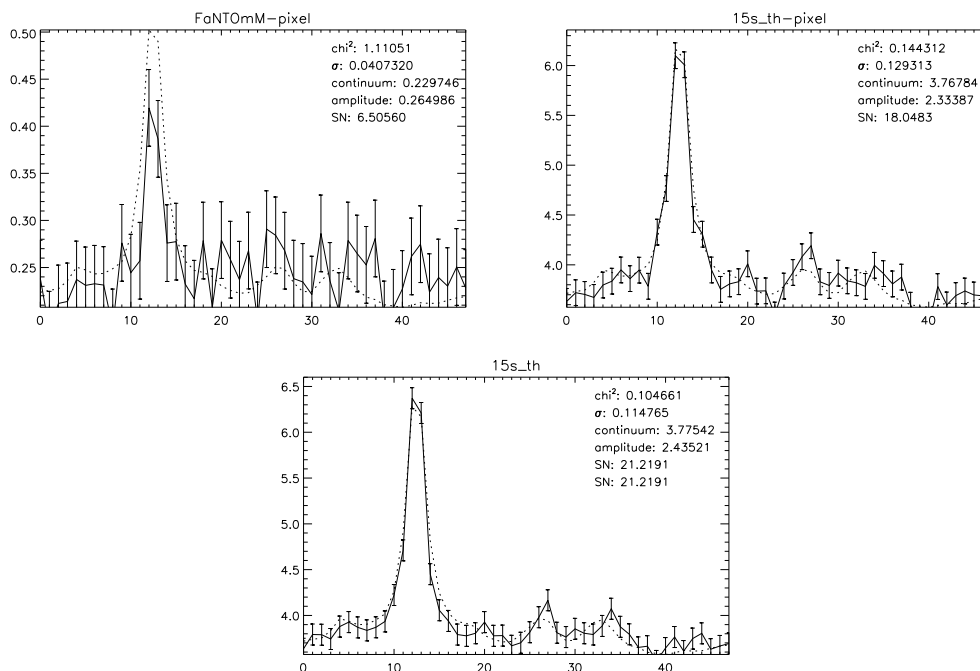 FaNTOmM-pixel
chi²: 1.11051
σ: 0.0407320
continuum: 0.229746
amplitude: 0.264986
SN: 6.50560
0.50
0.45
0.40
0.35
0.30
0.25
0 10 20 30 40
15s_th-pixel
chi²: 0.144312
σ: 0.129313
continuum: 3.76784
amplitude: 2.33387
SN: 18.0483
6.0
5.5
5.0
4.5
4.0
0 10 20 30 40
15s_th
chi²: 0.104661
σ: 0.114765
continuum: 3.77542
amplitude: 2.43521
SN: 21.2191
SN: 21.2191
6.5
6.0
5.5
5.0
4.5
4.0
0 10 20 30 40